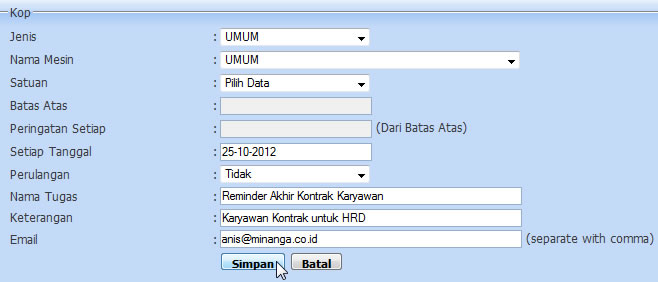 Kop
Jenis : UMUM
Nama Mesin : UMUM
Satuan : Pilih Data
Batas Atas :
Peringatan Setiap : (Dari Batas Atas)
Setiap Tanggal : 25-10-2012
Perulangan : Tidak
Nama Tugas : Reminder Akhir Kontrak Karyawan
Keterangan : Karyawan Kontrak untuk HRD
Email : anis@minanga.co.id (separate with comma)
Simpan Batal